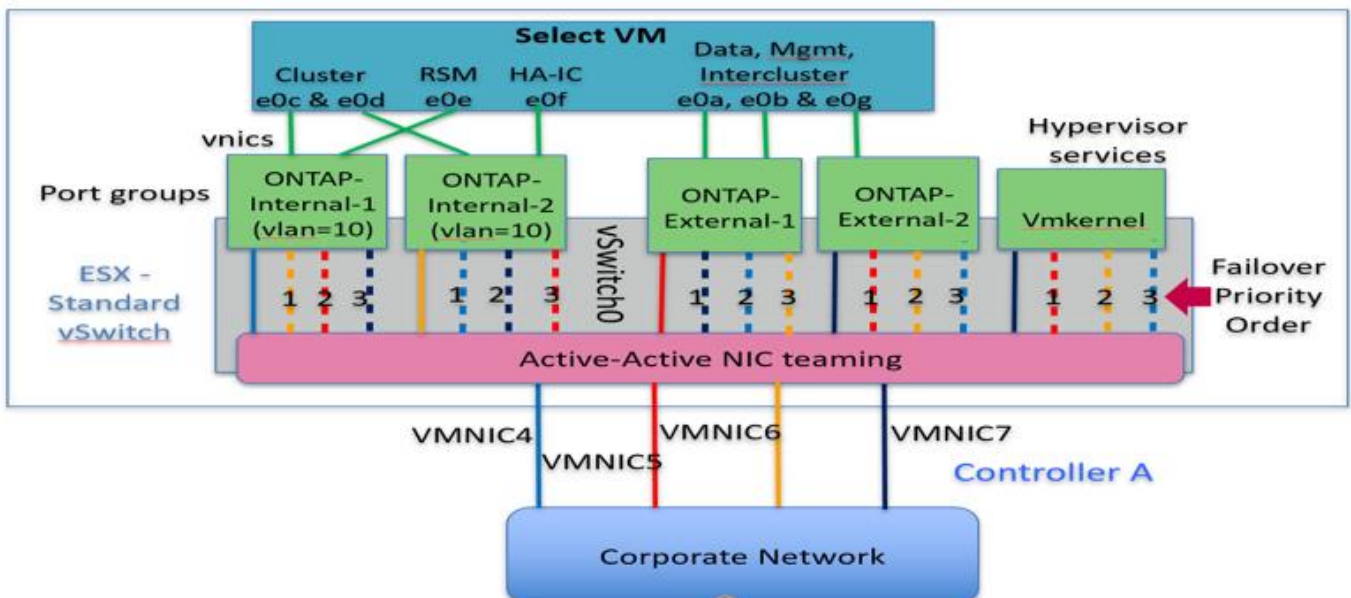 Select VM
Cluster
e0c & e0d
RSM
e0e
HA-IC
e0f
Data, Mgmt,
Intercluster
e0a, e0b & e0g
vnics
Hypervisor
services
Port groups
ONTAP-
Internal-1
(vlan=10)
ONTAP-
Internal-2
(vlan=10)
ONTAP-
External-1
ONTAP-
External-2
Vmkernel
vSwitch0
ESX -
Standard
vSwitch
1 2 3
1 2 3
1 2 3
1 2 3
1 2 3
Failover
Priority
Order
Active-Active NIC teaming
VMNIC4
VMNIC5
VMNIC6
VMNIC7
Controller A
Corporate Network